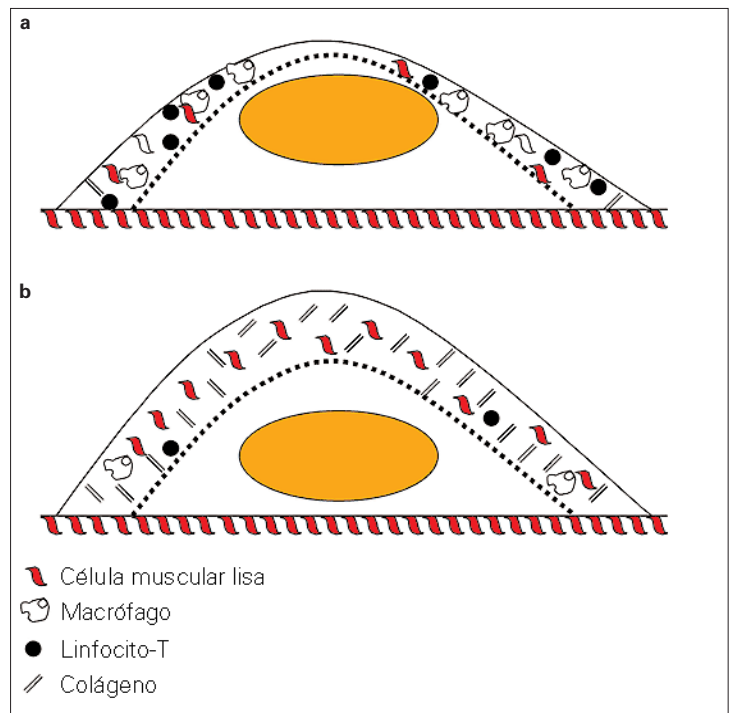 a
b
Célula muscular lisa
Macrófago
Linfocito-T
Colágeno